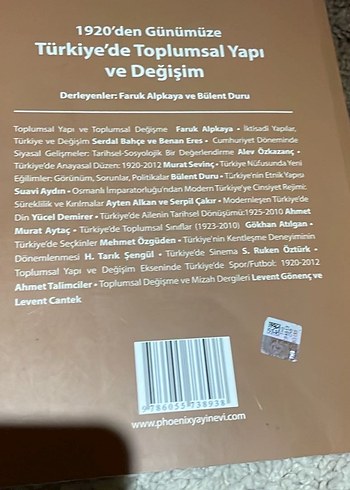 1920'den Günümüze
Türkiye'de Toplumsal Yapı
ve Değişim
Derleyenler: Faruk Alpkaya ve Bülent Duru
Toplumsal Yapı ve Toplumsal Değişme Faruk Alpkaya • İktisadi Yapılar,
Türkiye ve Değişim Serdal Bahçe ve Benan Eres • Cumhuriyet Döneminde
Siyasal Gelişmeler: Tarihsel-Sosyolojik Bir Değerlendirme Alev Özkazanç •
Türkiye'de Anayasal Düzen: 1920-2012 Murat Sevinç • Türkiye Nüfusunda Yeni
Eğilimler: Görünüm, Sorunlar, Politikalar Bülent Duru • Türkiye'nin Etnik Yapısı
Suavi Aydın • Osmanlı İmparatorluğu'ndan Modern Türkiye'ye Cinsiyet Rejimi:
Süreklilik ve Kırılmalar Ayten Alkan ve Serpil Çakır • Modernleşen Türkiye'de
Din Yücel Demirer • Türkiye'de Ailenin Tarihsel Dönüşümü:1925-2010 Ahmet
Murat Aytaç • Türkiye'de Toplumsal Sınıflar (1923-2010) Gökhan Atılgan •
Türkiye'de Seçkinler Mehmet Özgüden • Türkiye'nin Kentleşme Deneyiminin
Dönemlenmesi H. Tarık Şengül • Türkiye'de Sinema S. Ruken Öztürk •
Toplumsal Yapı ve Değişim Ekseninde Türkiye'de Spor/Futbol: 1920-2012
Ahmet Talimciler • Toplumsal Değişme ve Mizah Dergileri Levent Gönenç ve
Levent Cantek
9 786055 738938
www.phoenixyayinevi.com